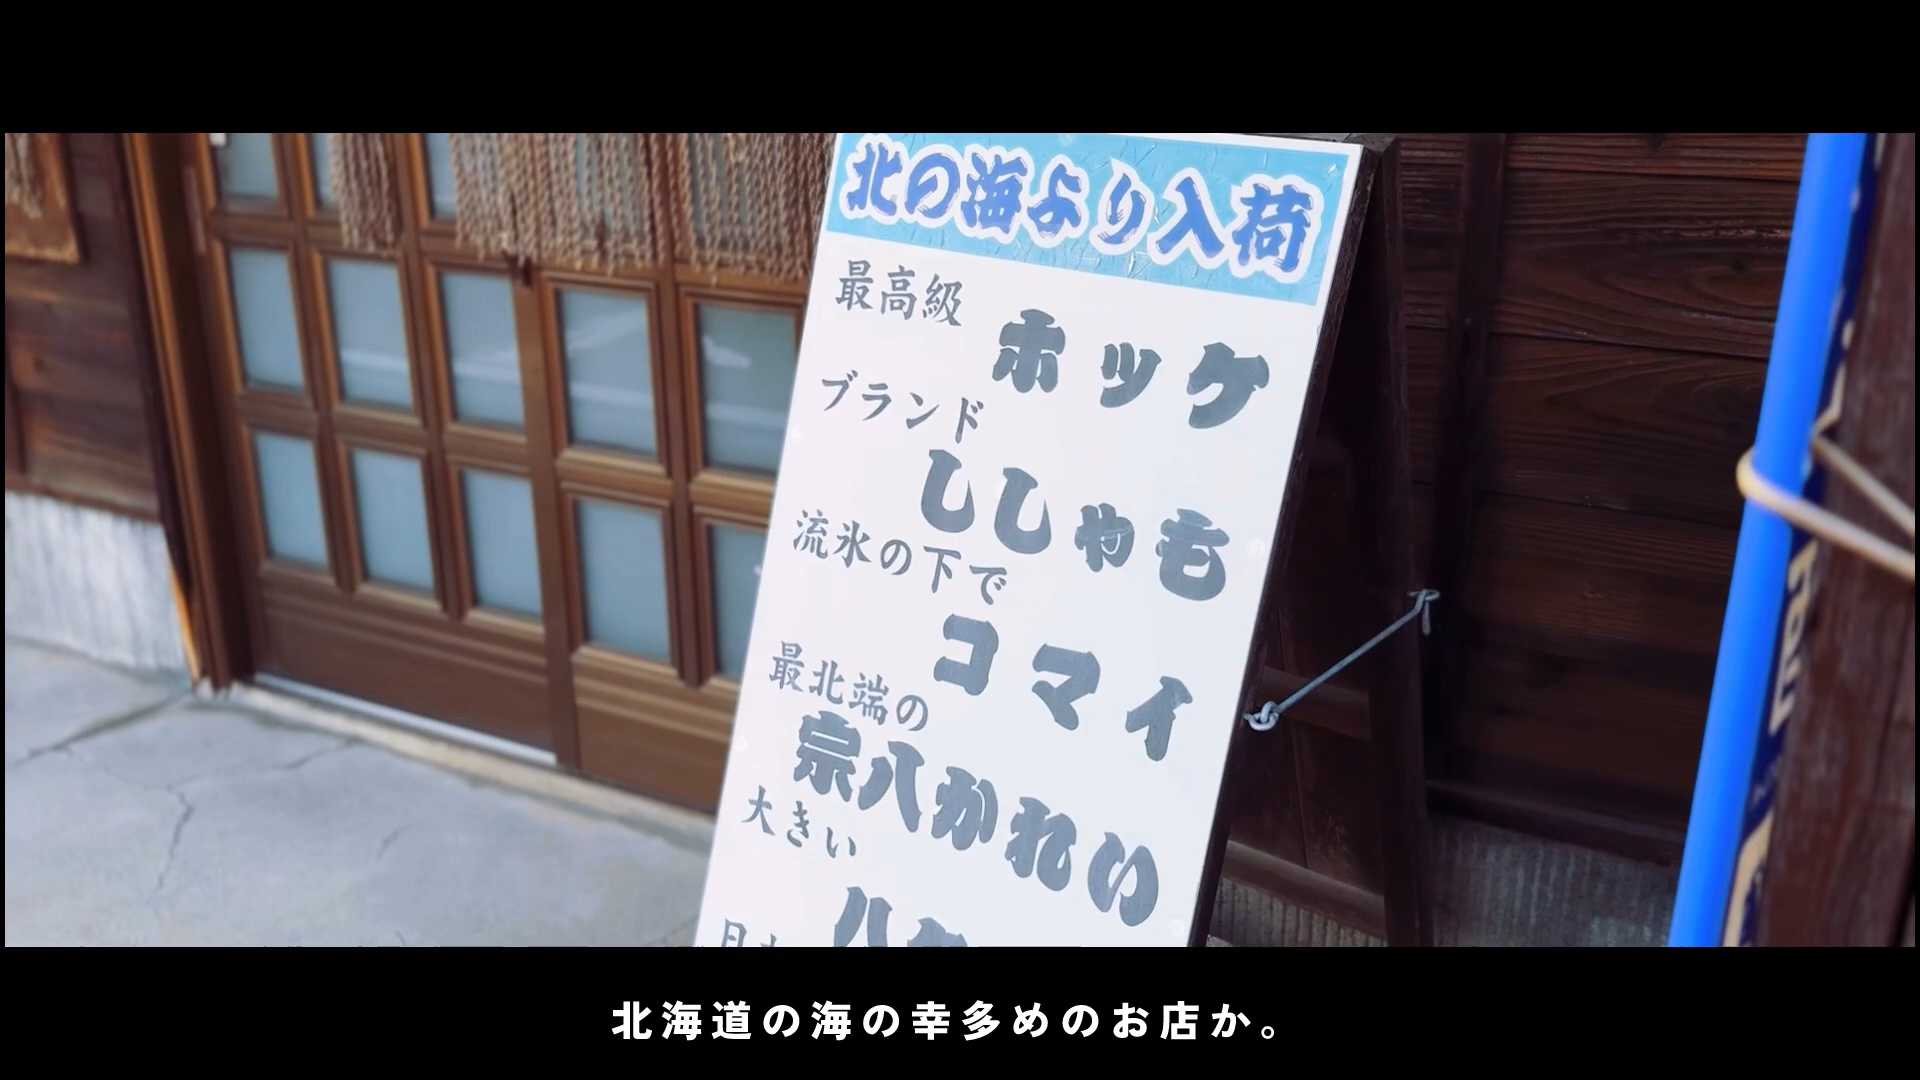 北の海より入荷
最高級
ホッケ
ブランド
ししゃも
流氷の下で
コマイ
最北端の
宗八かれい
大きい
北海道の海の幸多めのお店か。